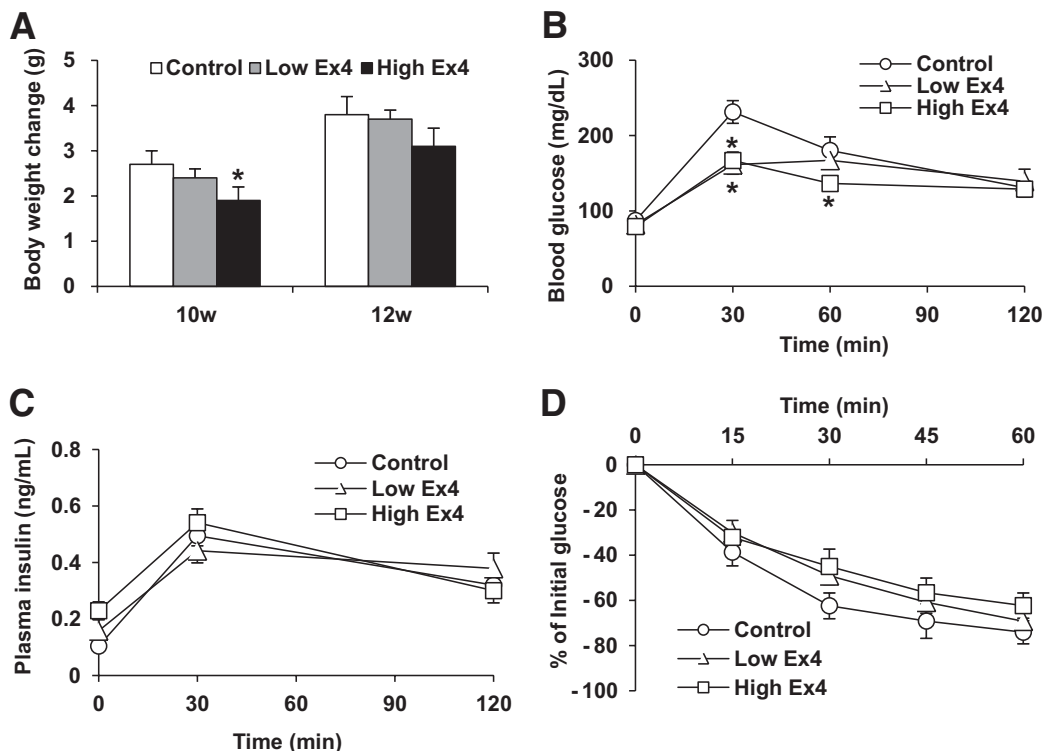 A
Body weight change (g)
5
4
3
2
1
0
Control Low Ex4 High Ex4
*
10w 12w
B
Blood glucose (mg/dL)
300
200
100
0
Control
Low Ex4
High Ex4
*
*
*
0 30 60 90 120
Time (min)
C
Plasma insulin (ng/mL)
0.8
0.6
0.4
0.2
0
Control
Low Ex4
High Ex4
0 30 60 90 120
Time (min)
D
Time (min)
0 15 30 45 60
% of Initial glucose
0
-20
-40
-60
-80
-100
Control
Low Ex4
High Ex4